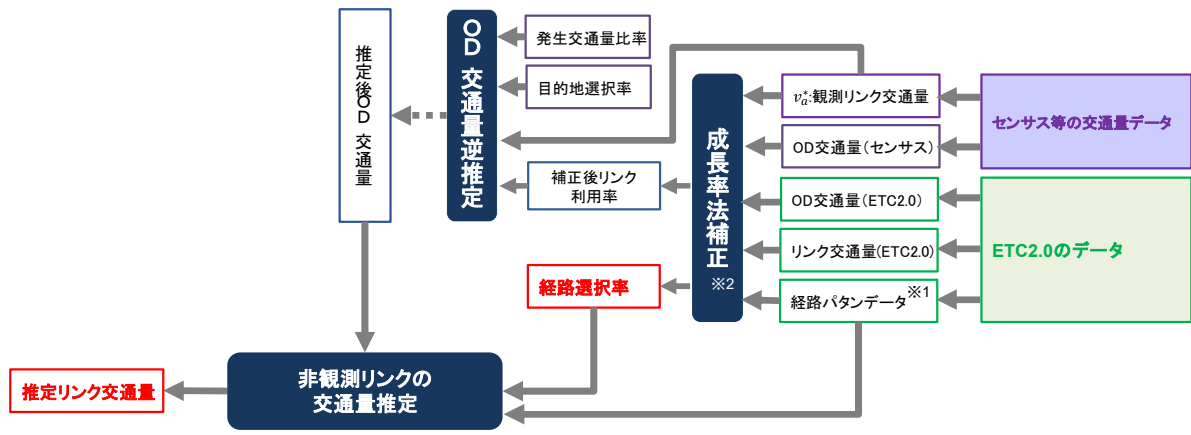 推定後OD 交通量
OD 交通量逆推定
発生交通量比率
目的地選択率
補正後リンク
利用率
経路選択率
成長率法補正
※2
𝑣ₐ*:観測リンク交通量
OD交通量(センサス)
OD交通量(ETC2.0)
リンク交通量(ETC2.0)
経路パタンデータ※1
センサス等の交通量データ
ETC2.0のデータ
非観測リンクの
交通量推定
推定リンク交通量